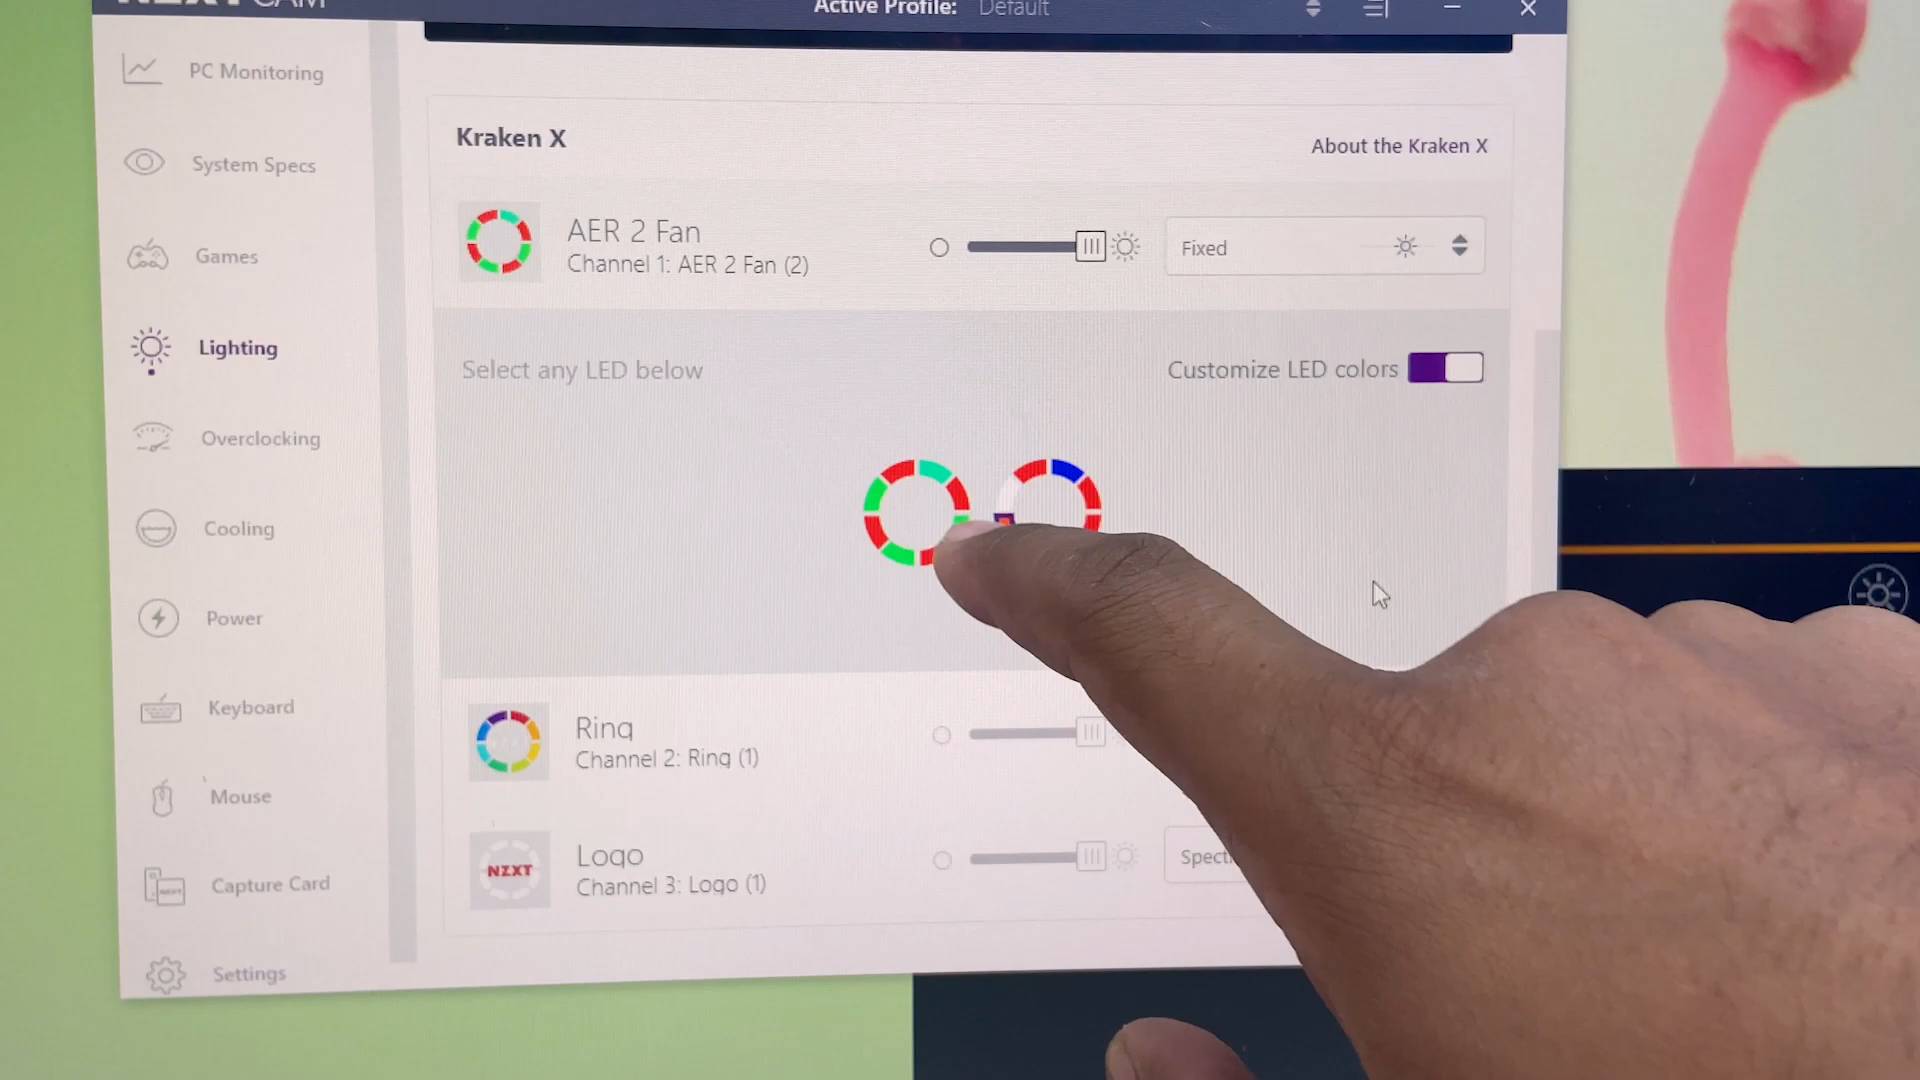 NZXT CAM
Active Profile: Default
PC Monitoring
System Specs
Games
Lighting
Overclocking
Cooling
Power
Keyboard
Mouse
Capture Card
Settings
Kraken X
About the Kraken X
AER 2 Fan
Channel 1: AER 2 Fan (2)
Fixed
Select any LED below
Customize LED colors
Ring
Channel 2: Ring (1)
NZXT
Logo
Channel 3: Logo (1)